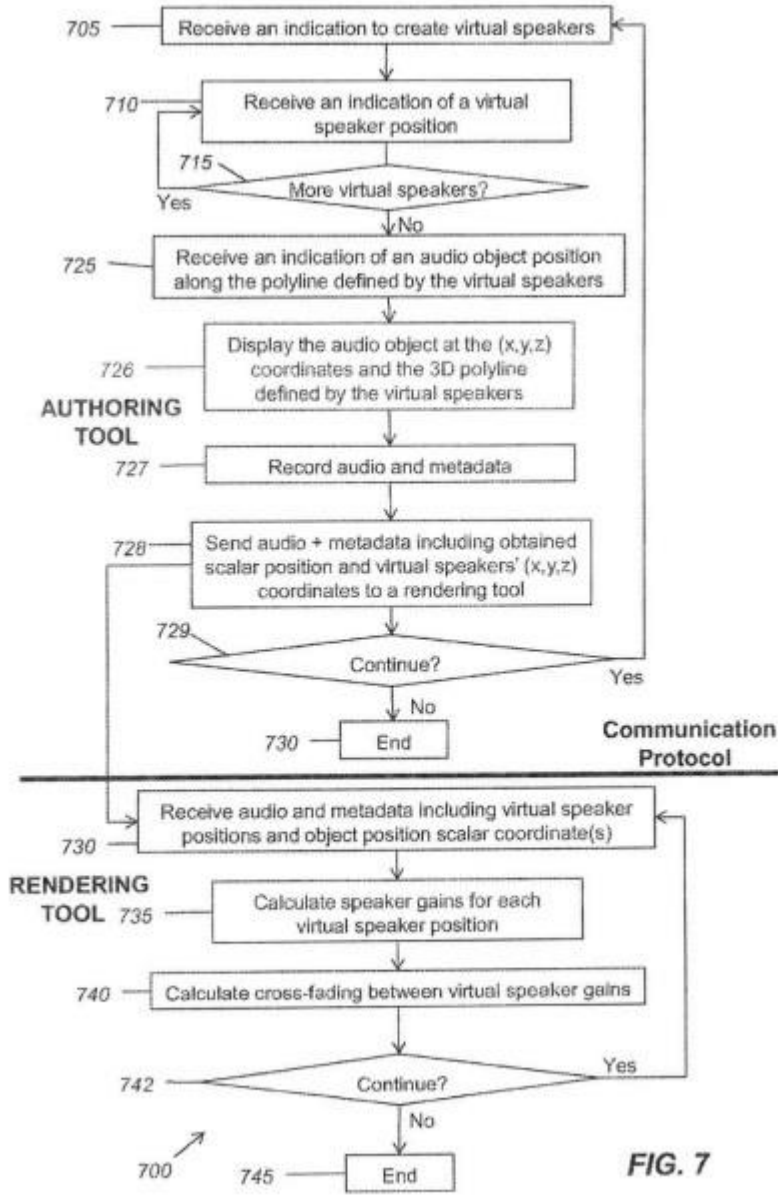 705
Receive an indication to create virtual speakers
710
Receive an indication of a virtual
speaker position
715
More virtual speakers?
Yes
No
725
Receive an indication of an audio object position
along the polyline defined by the virtual speakers
726
Display the audio object at the (x,y,z)
coordinates and the 3D polyline
defined by the virtual speakers
AUTHORING
TOOL
727
Record audio and metadata
728
Send audio + metadata including obtained
scalar position and virtual speakers' (x,y,z)
coordinates to a rendering tool
729
Continue?
Yes
No
730
End
Communication
Protocol
Receive audio and metadata including virtual speaker
positions and object position scalar coordinate(s)
730
RENDERING
TOOL
735
Calculate speaker gains for each
virtual speaker position
740
Calculate cross-fading between virtual speaker gains
742
Continue?
Yes
No
700
745
End
FIG. 7